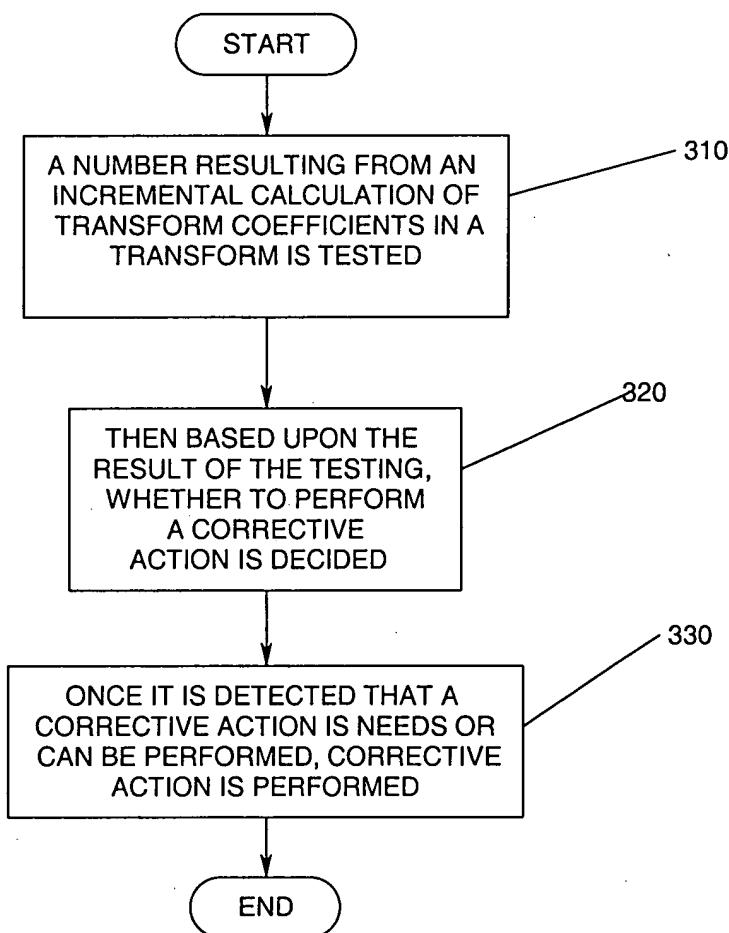 START
A NUMBER RESULTING FROM AN
INCREMENTAL CALCULATION OF
TRANSFORM COEFFICIENTS IN A
TRANSFORM IS TESTED
310
THEN BASED UPON THE
RESULT OF THE TESTING,
WHETHER TO PERFORM
A CORRECTIVE
ACTION IS DECIDED
320
ONCE IT IS DETECTED THAT A
CORRECTIVE ACTION IS NEEDS OR
CAN BE PERFORMED, CORRECTIVE
ACTION IS PERFORMED
330
END